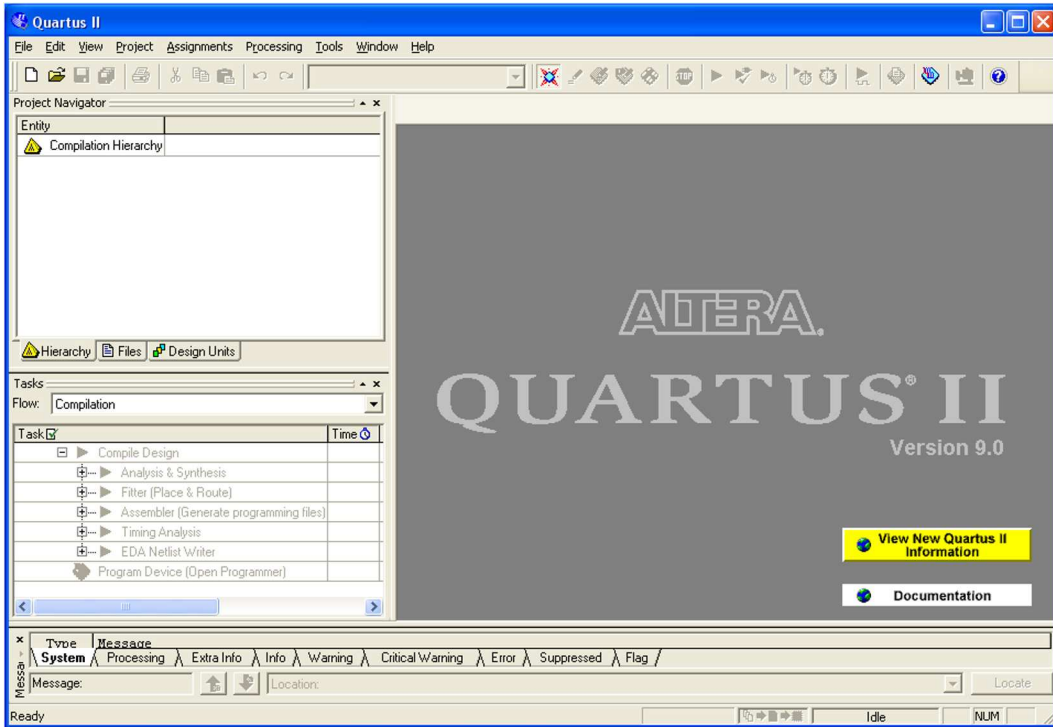 Quartus II
File Edit View Project Assignments Processing Tools Window Help
STOP
Project Navigator
Entity
Compilation Hierarchy
Hierarchy Files Design Units
Tasks
Flow: Compilation
Task Time
Compile Design
Analysis & Synthesis
Fitter (Place & Route)
Assembler (Generate programming files)
Timing Analysis
EDA Netlist Writer
Program Device (Open Programmer)
ALTERA®
QUARTUS® II
Version 9.0
View New Quartus II
Information
Documentation
Type Message
System Processing Extra Info Info Warning Critical Warning Error Suppressed Flag
Message: Location: Locate
Ready Idle NUM